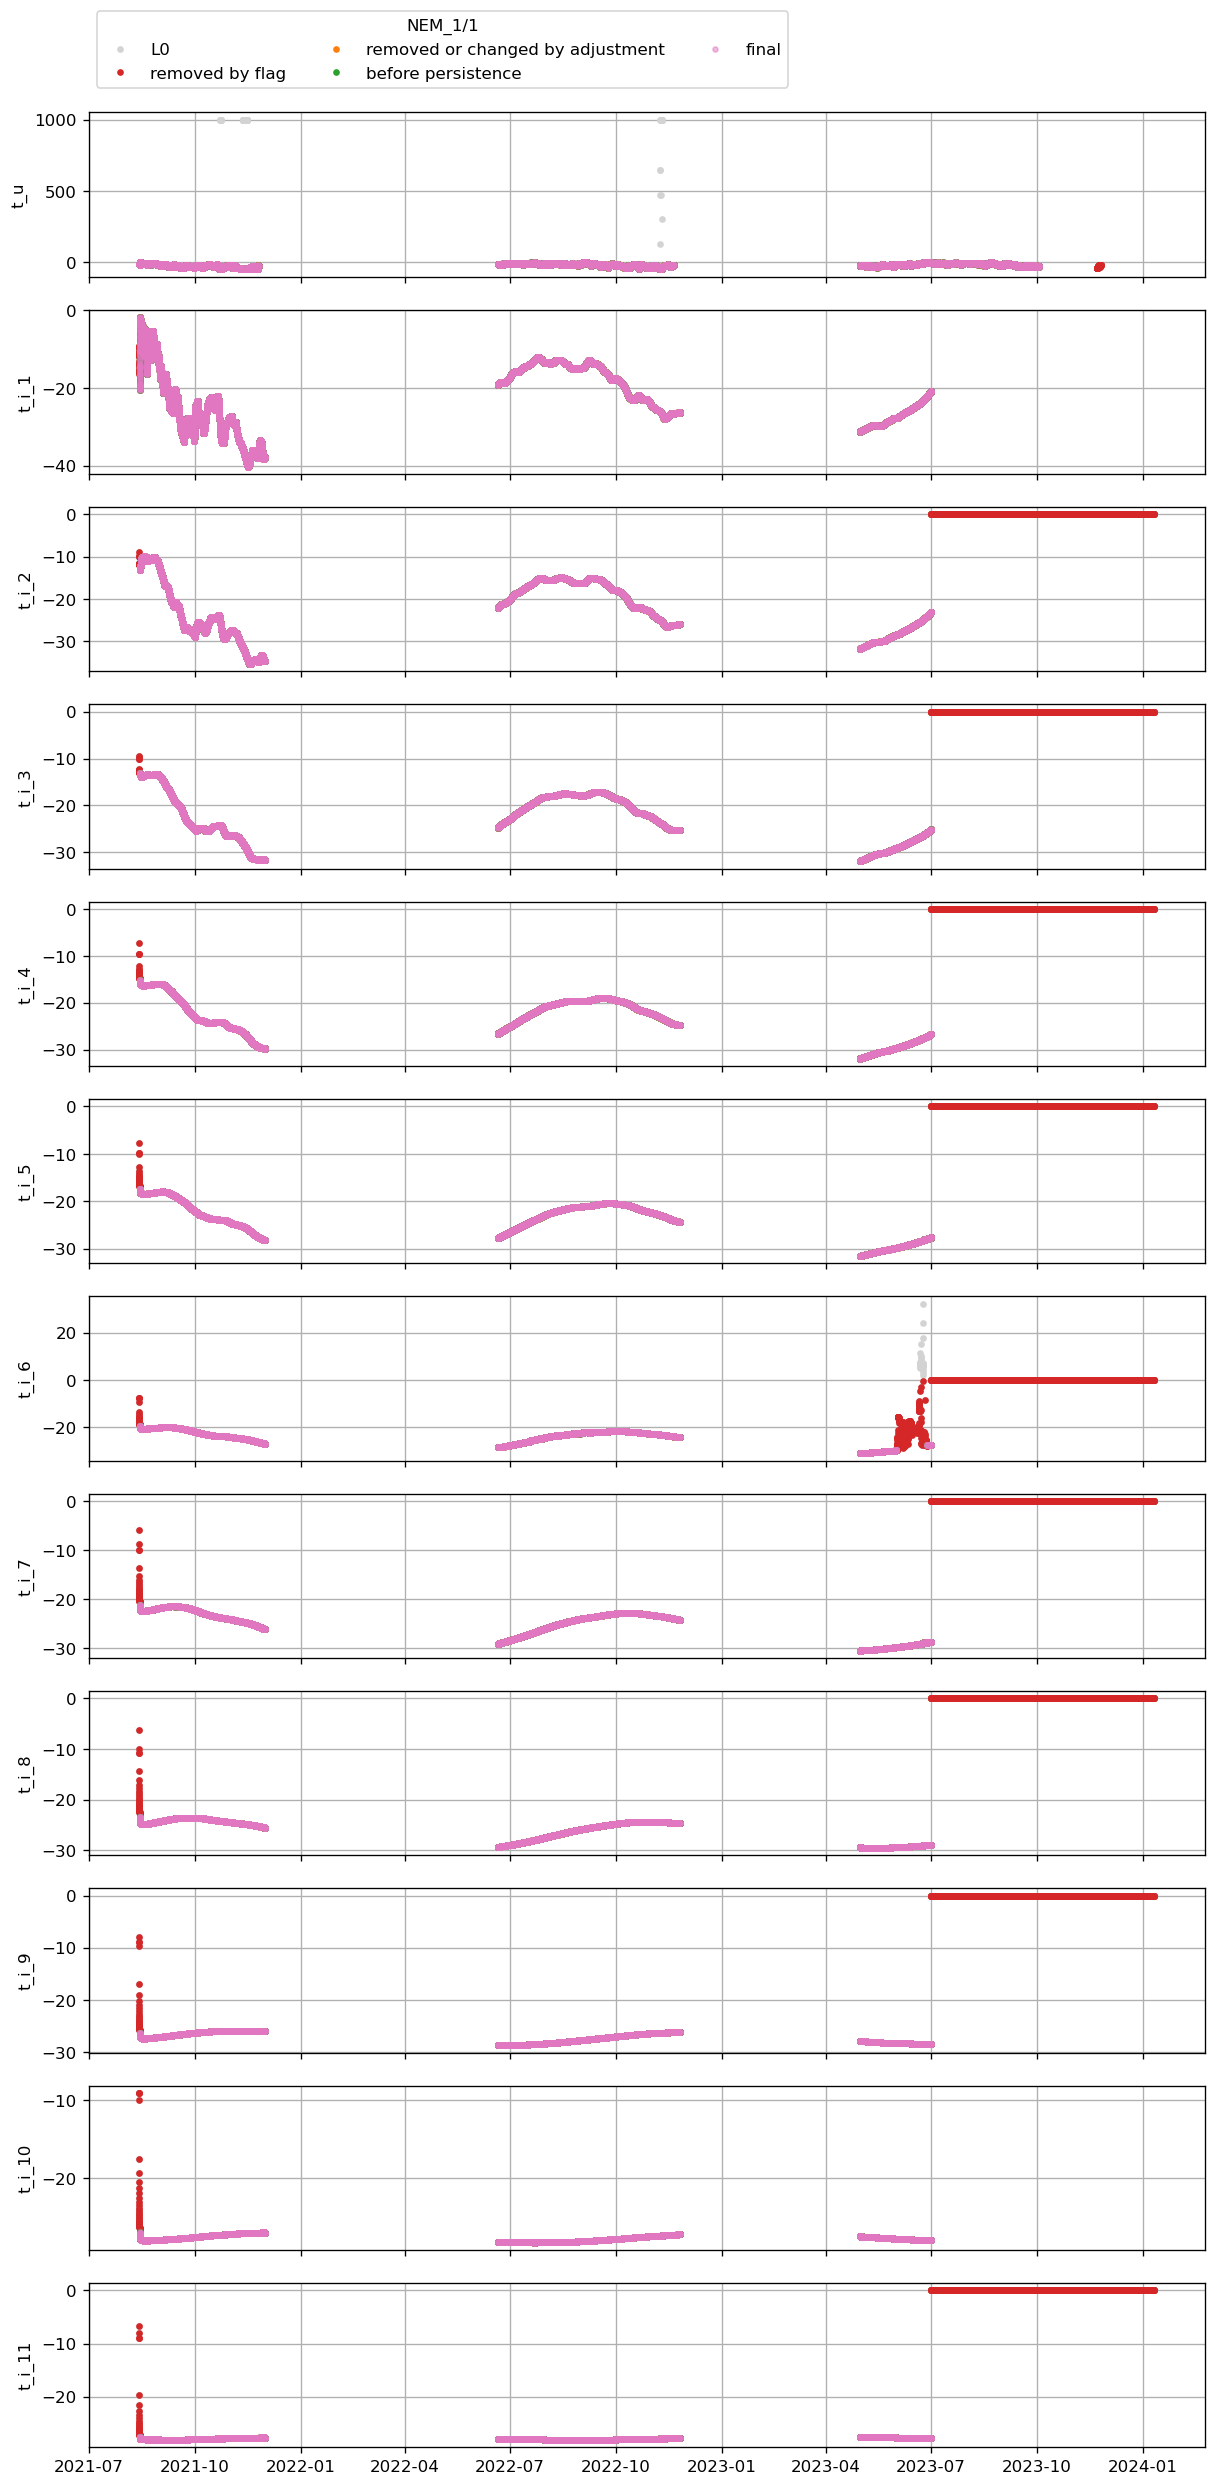 NEM_1/1
L0
removed by flag
removed or changed by adjustment
before persistence
final
t_u
1000
500
0
t_i_1
0
−20
−40
t_i_2
0
−10
−20
−30
t_i_3
0
−10
−20
−30
t_i_4
0
−10
−20
−30
t_i_5
0
−10
−20
−30
t_i_6
20
0
−20
t_i_7
0
−10
−20
−30
t_i_8
0
−10
−20
−30
t_i_9
0
−10
−20
−30
t_i_10
−10
−20
t_i_11
0
−10
−20
2021-07 2021-10 2022-01 2022-04 2022-07 2022-10 2023-01 2023-04 2023-07 2023-10 2024-01